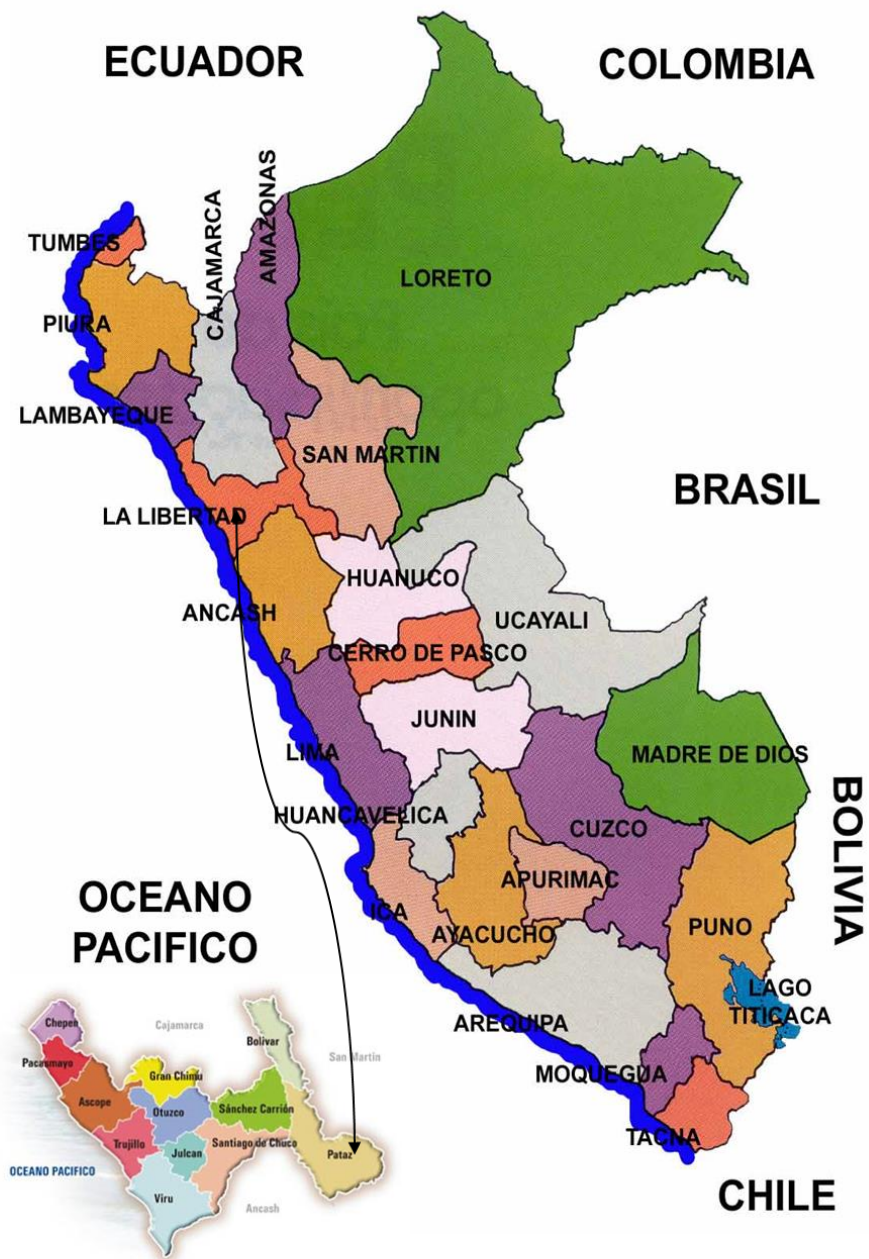 ECUADOR
COLOMBIA
CAJAMARCA
AMAZONAS
TUMBES
LORETO
PIURA
LAMBAYEQUE
SAN MARTIN
BRASIL
LA LIBERTAD
HUANUCO
ANCASH
UCAYALI
CERRO DE PASCO
JUNIN
LIMA
MADRE DE DIOS
HUANCAVELICA
CUZCO
BOLIVIA
APURIMAC
OCEANO
PACIFICO
ICA
AYACUCHO
PUNO
LAGO
TITICACA
AREQUIPA
MOQUEGUA
TACNA
CHILE
Chepen
Cajamarca
Bolívar
San Martin
Pacasmayo
Gran Chimu
Ascope
Otuzco
Sánchez Carrión
Trujillo
Julcan
Santiago de Chuco
Pataz
OCEANO PACIFICO
Viru
Ancash